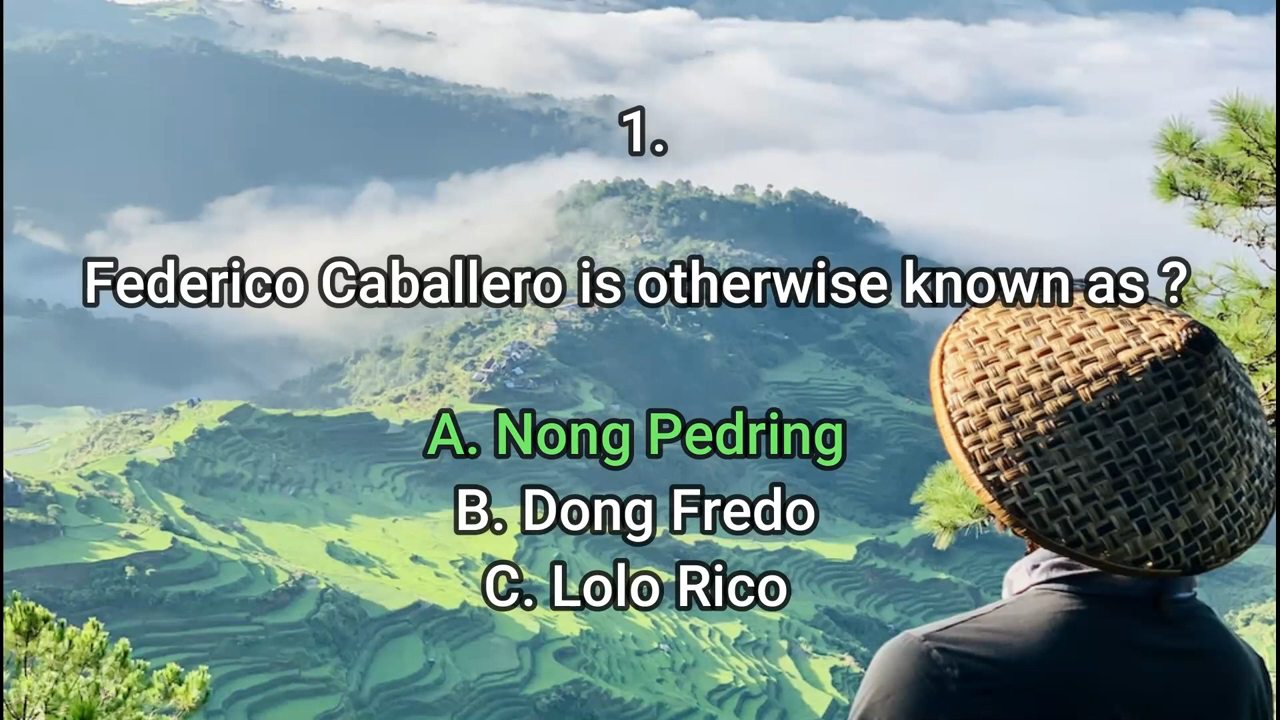 1.
Federico Caballero is otherwise known as ?
A. Nong Pedring
B. Dong Fredo
C. Lolo Rico